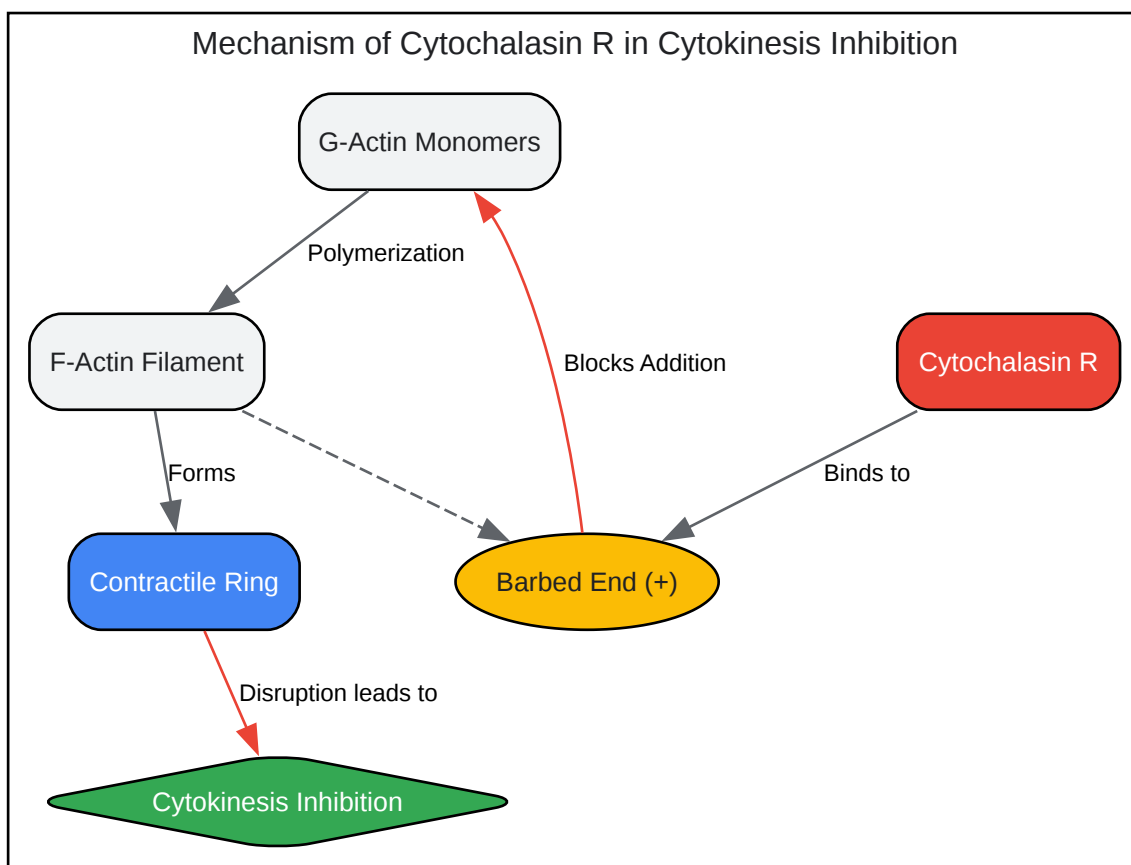 Mechanism of Cytochalasin R in Cytokinesis Inhibition
G-Actin Monomers
Polymerization
F-Actin Filament
Blocks Addition
Cytochalasin R
Forms
Binds to
Contractile Ring
Barbed End (+)
Disruption leads to
Cytokinesis Inhibition